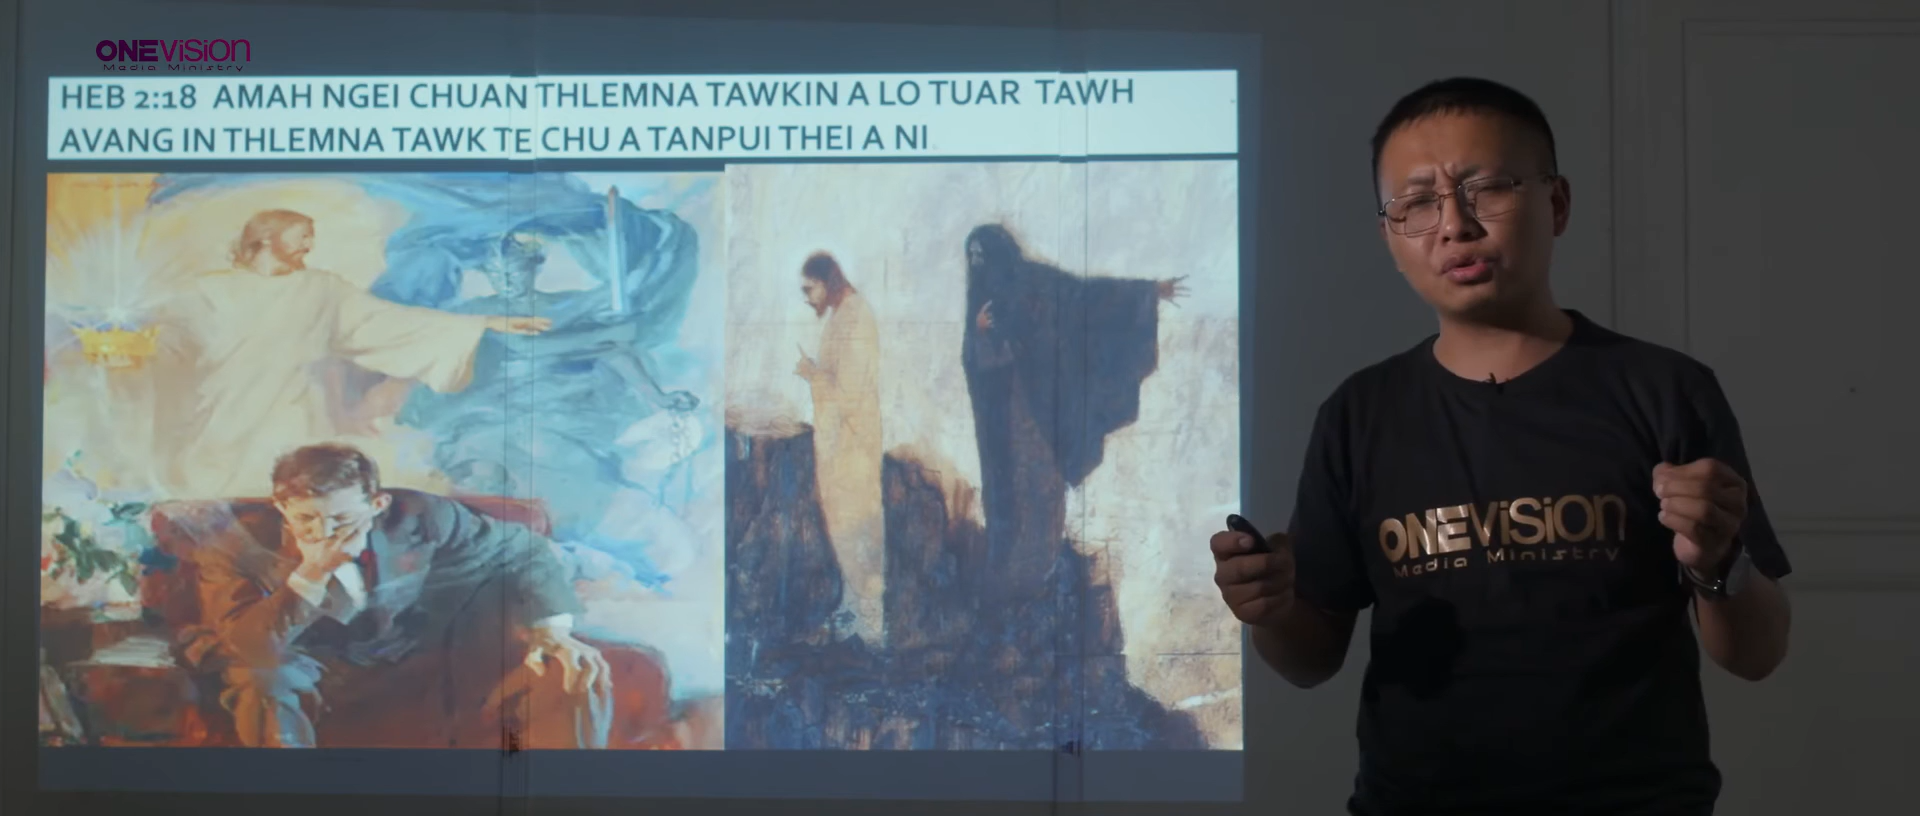 ONEViSiON
Media Ministry
HEB 2:18 AMAH NGEI CHUAN THLEMNA TAWKIN A LO TUAR TAWH
AVANG IN THLEMNA TAWK TE CHU A TANPUI THEI A NI.
ONEViSiON
Media Ministry